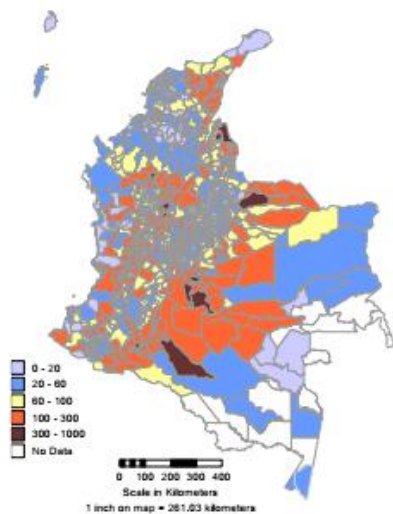 0 - 20
20 - 60
60 - 100
100 - 300
300 - 1000
No Data
0 100 200 300 400
Scale in Kilometers
1 inch on map = 261.03 kilometers